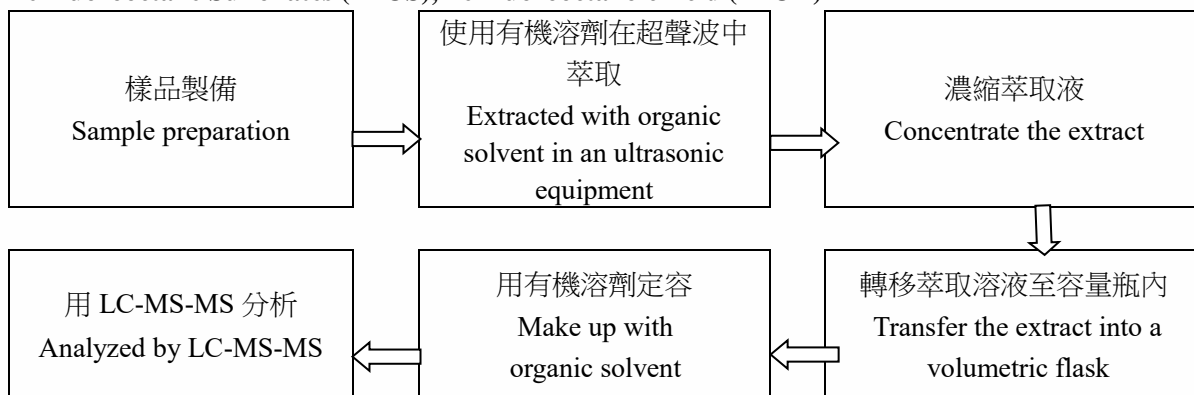 樣品製備
Sample preparation
使用有機溶劑在超聲波中
萃取
Extracted with organic
solvent in an ultrasonic
equipment
濃縮萃取液
Concentrate the extract
轉移萃取溶液至容量瓶內
Transfer the extract into a
volumetric flask
用有機溶劑定容
Make up with
organic solvent
用 LC-MS-MS 分析
Analyzed by LC-MS-MS